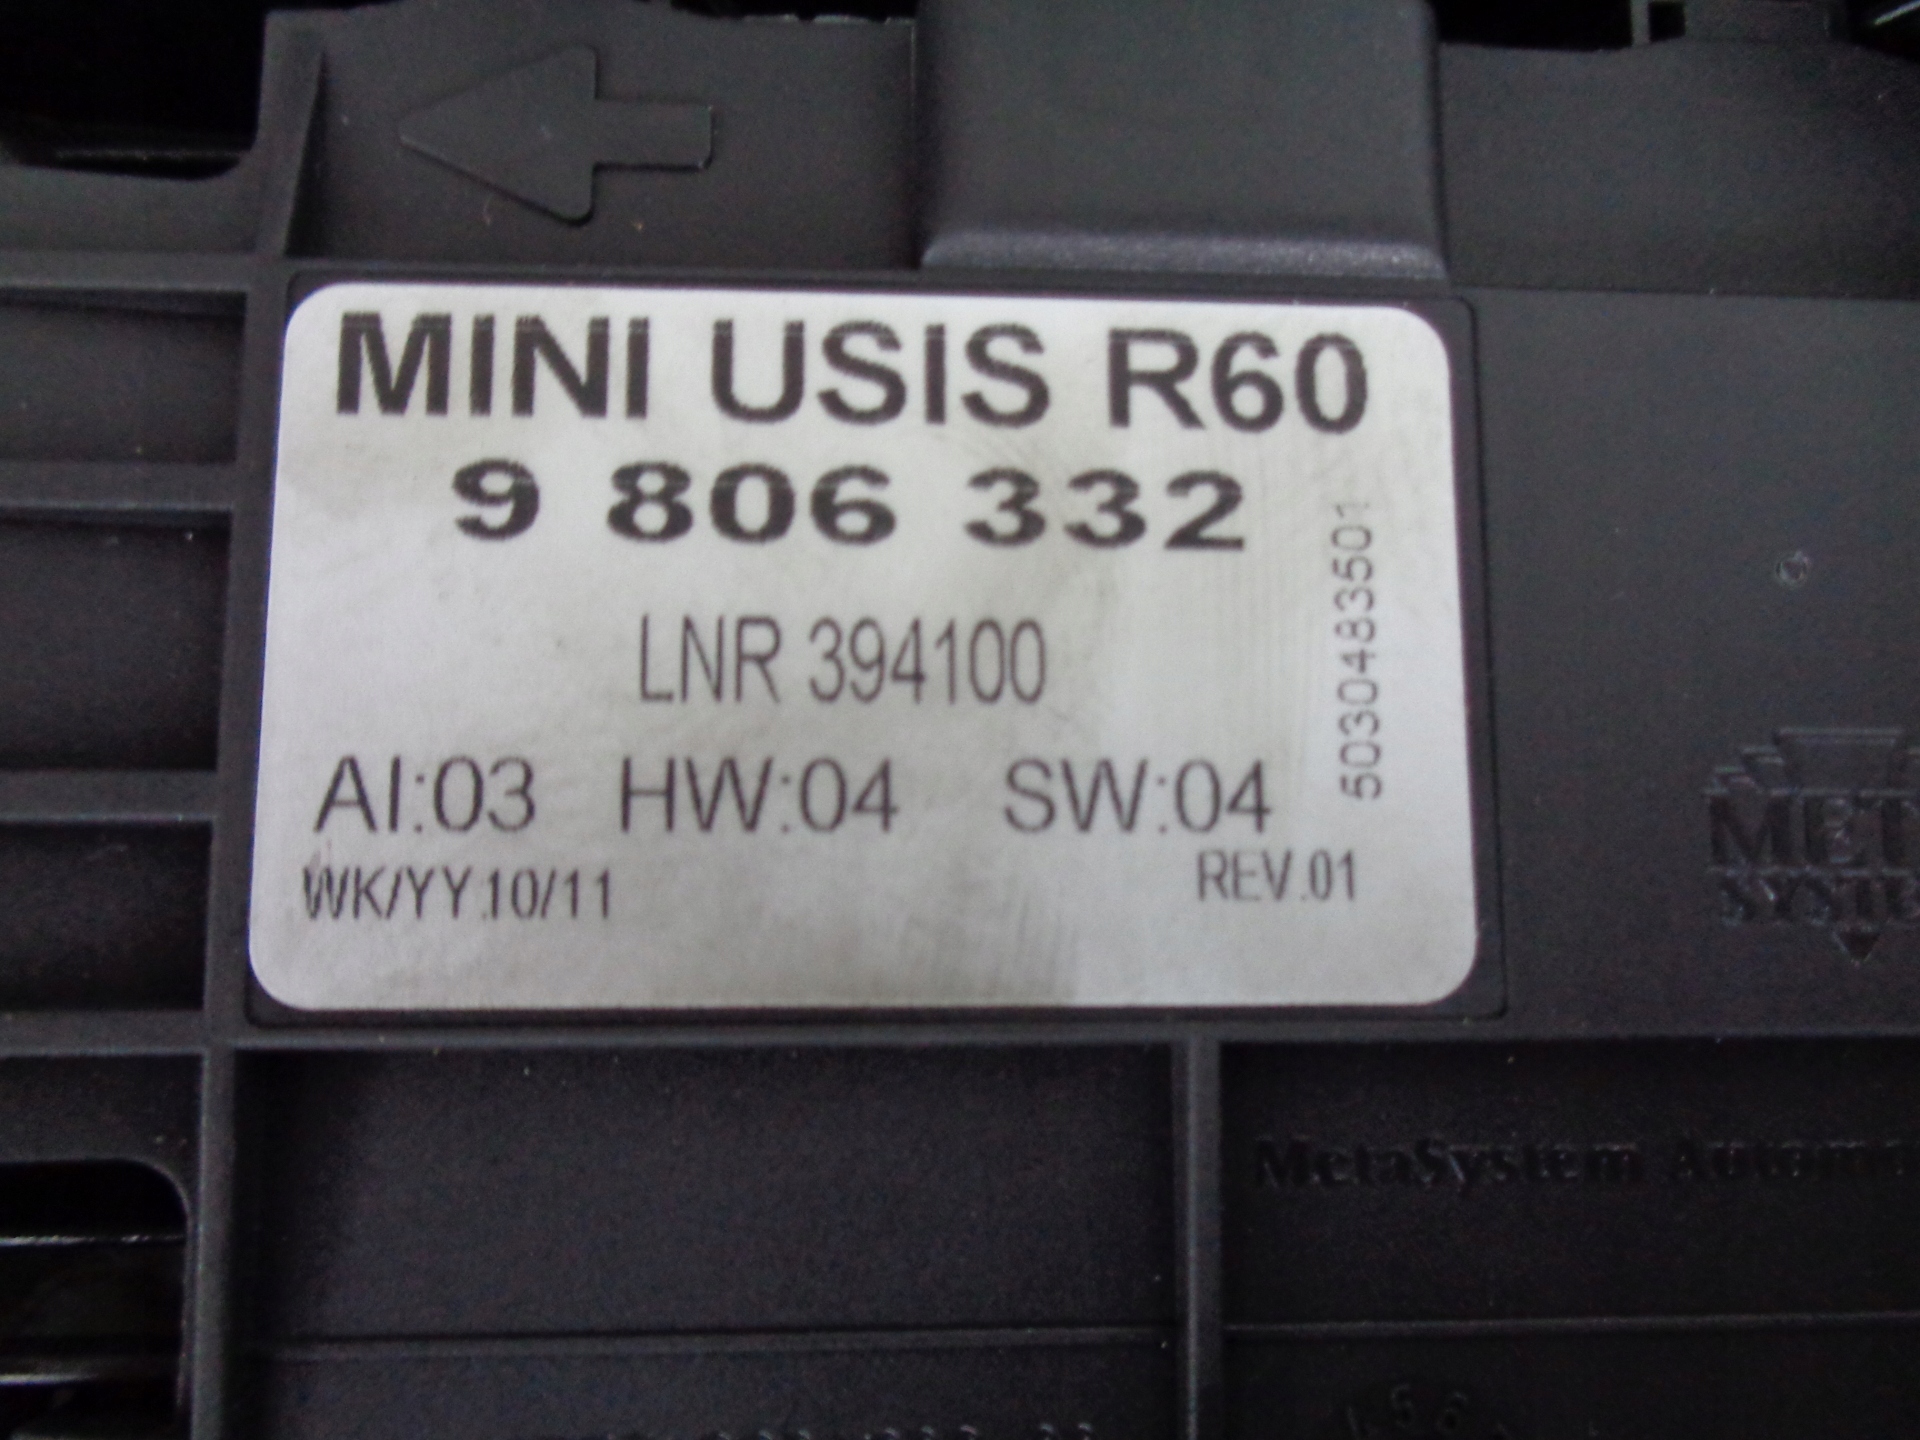 MINI USIS R60
9 806 332
LNR 394100
AI:03 HW:04 SW:04
WK/YY.10/11 REV.01
5030483501
MetaSystem